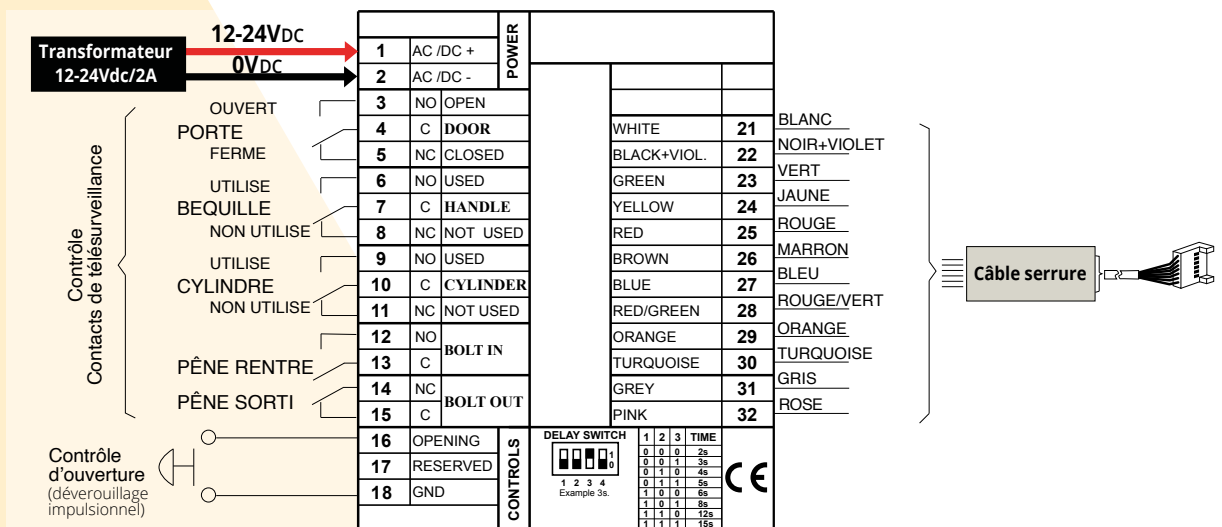 Transformateur
12-24Vdc/2A
12-24VDC
0VDC
POWER
1 AC /DC +
2 AC /DC -
3 NO OPEN
4 C DOOR
5 NC CLOSED
6 NO USED
7 C HANDLE
8 NC NOT USED
9 NO USED
10 C CYLINDER
11 NC NOT USED
12 NO
BOLT IN
13 C
14 NC
BOLT OUT
15 C
16 OPENING
17 RESERVED
18 GND
CONTROLS
Contrôle
Contacts de télésurveillance
OUVERT
PORTE
FERME
UTILISE
BEQUILLE
NON UTILISE
UTILISE
CYLINDRE
NON UTILISE
PÊNE RENTRE
PÊNE SORTI
Contrôle
d'ouverture
(déverouillage
impulsionnel)
WHITE 21 BLANC
BLACK+VIOL. 22 NOIR+VIOLET
GREEN 23 VERT
YELLOW 24 JAUNE
RED 25 ROUGE
BROWN 26 MARRON
BLUE 27 BLEU
RED/GREEN 28 ROUGE/VERT
ORANGE 29 ORANGE
TURQUOISE 30 TURQUOISE
GREY 31 GRIS
PINK 32 ROSE
Câble serrure
DELAY SWITCH
1
0
1 2 3 4
Example 3s.
1 2 3 TIME
0 0 0 2s
0 0 1 3s
0 1 0 4s
0 1 1 5s
1 0 0 6s
1 0 1 8s
1 1 0 12s
1 1 1 15s
CE